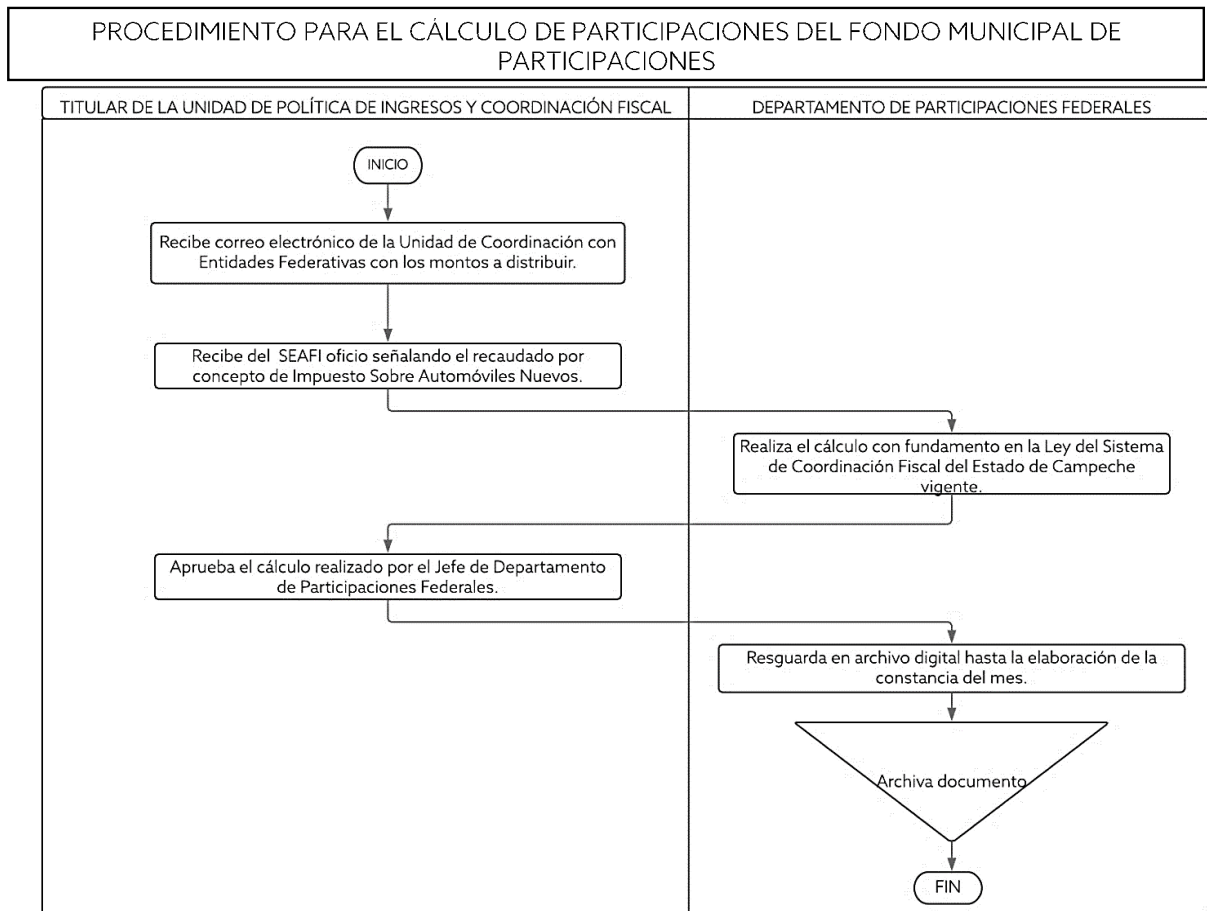 PROCEDIMIENTO PARA EL CÁLCULO DE PARTICIPACIONES DEL FONDO MUNICIPAL DE
PARTICIPACIONES
TITULAR DE LA UNIDAD DE POLÍTICA DE INGRESOS Y COORDINACIÓN FISCAL
DEPARTAMENTO DE PARTICIPACIONES FEDERALES
INICIO
Recibe correo electrónico de la Unidad de Coordinación con
Entidades Federativas con los montos a distribuir.
Recibe del SEAFI oficio señalando el recaudado por
concepto de Impuesto Sobre Automóviles Nuevos.
Realiza el cálculo con fundamento en la Ley del Sistema
de Coordinación Fiscal del Estado de Campeche
vigente.
Aprueba el cálculo realizado por el Jefe de Departamento
de Participaciones Federales.
Resguarda en archivo digital hasta la elaboración de la
constancia del mes.
Archiva documento
FIN